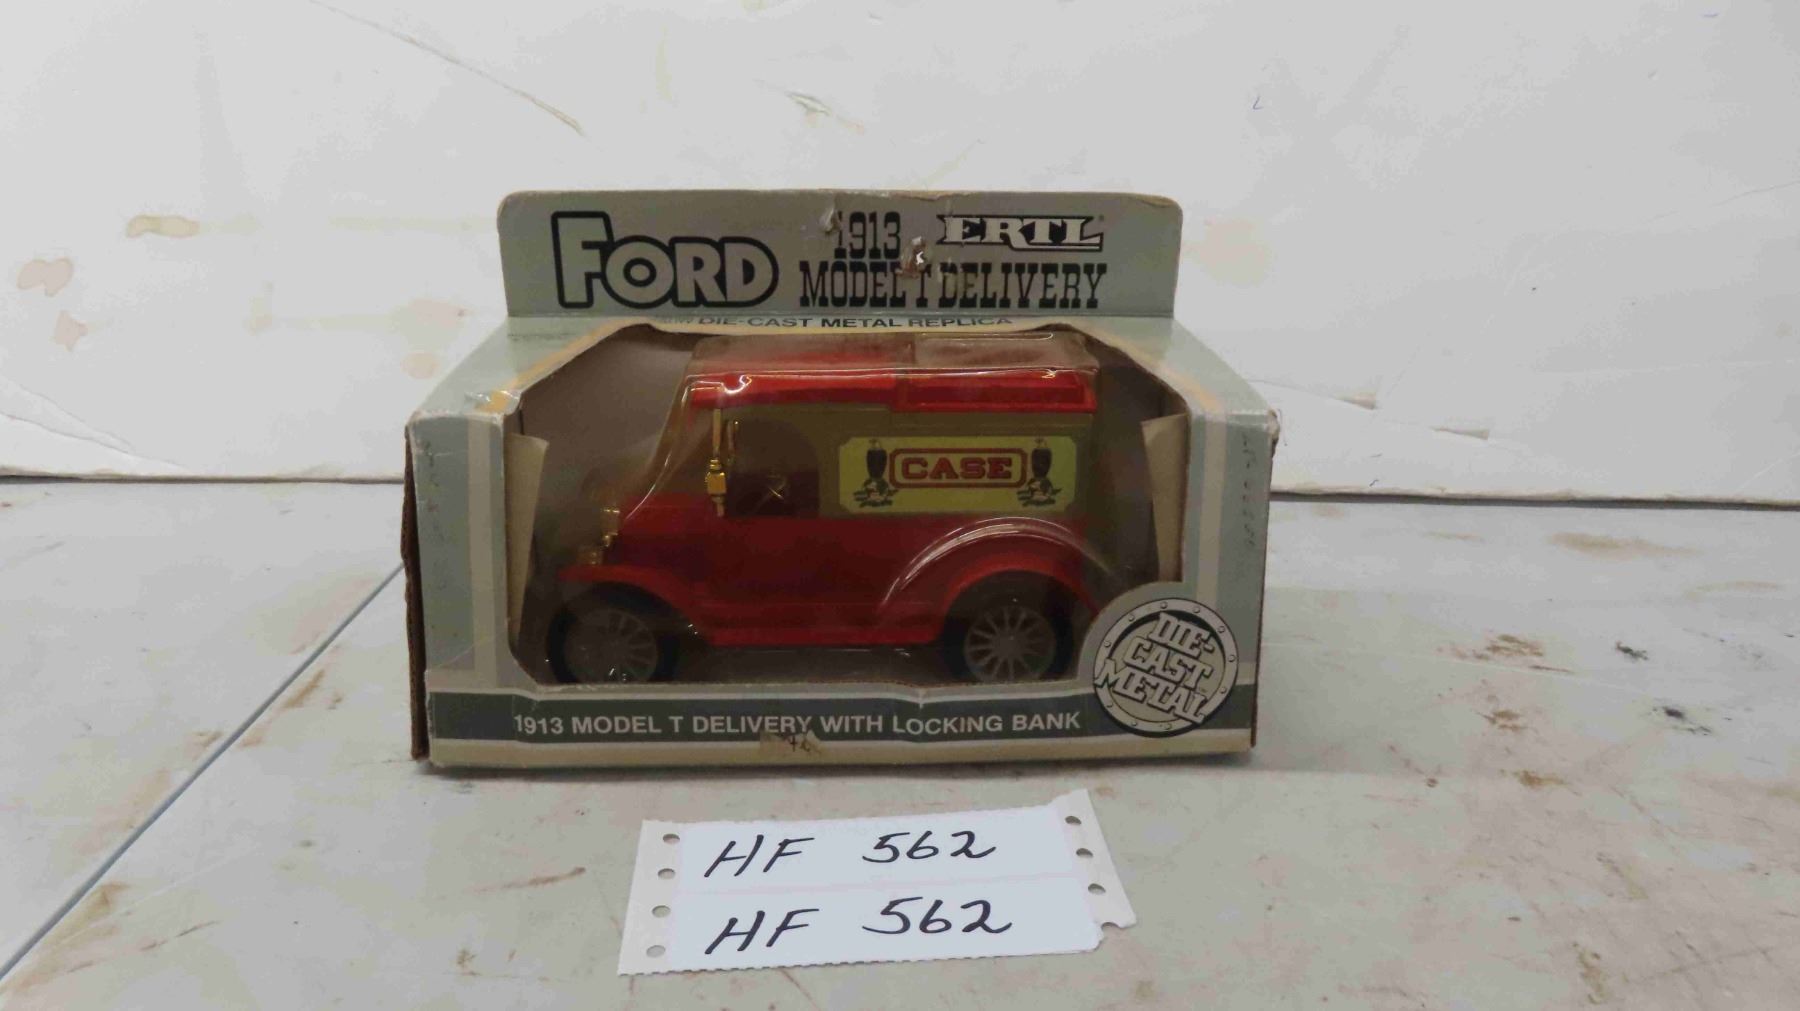 FORD 1913 ERTL
MODEL T DELIVERY
DIE-CAST METAL REPLICA
CASE
DIE-
CAST
METAL
1913 MODEL T DELIVERY WITH LOCKING BANK
HF 562
HF 562